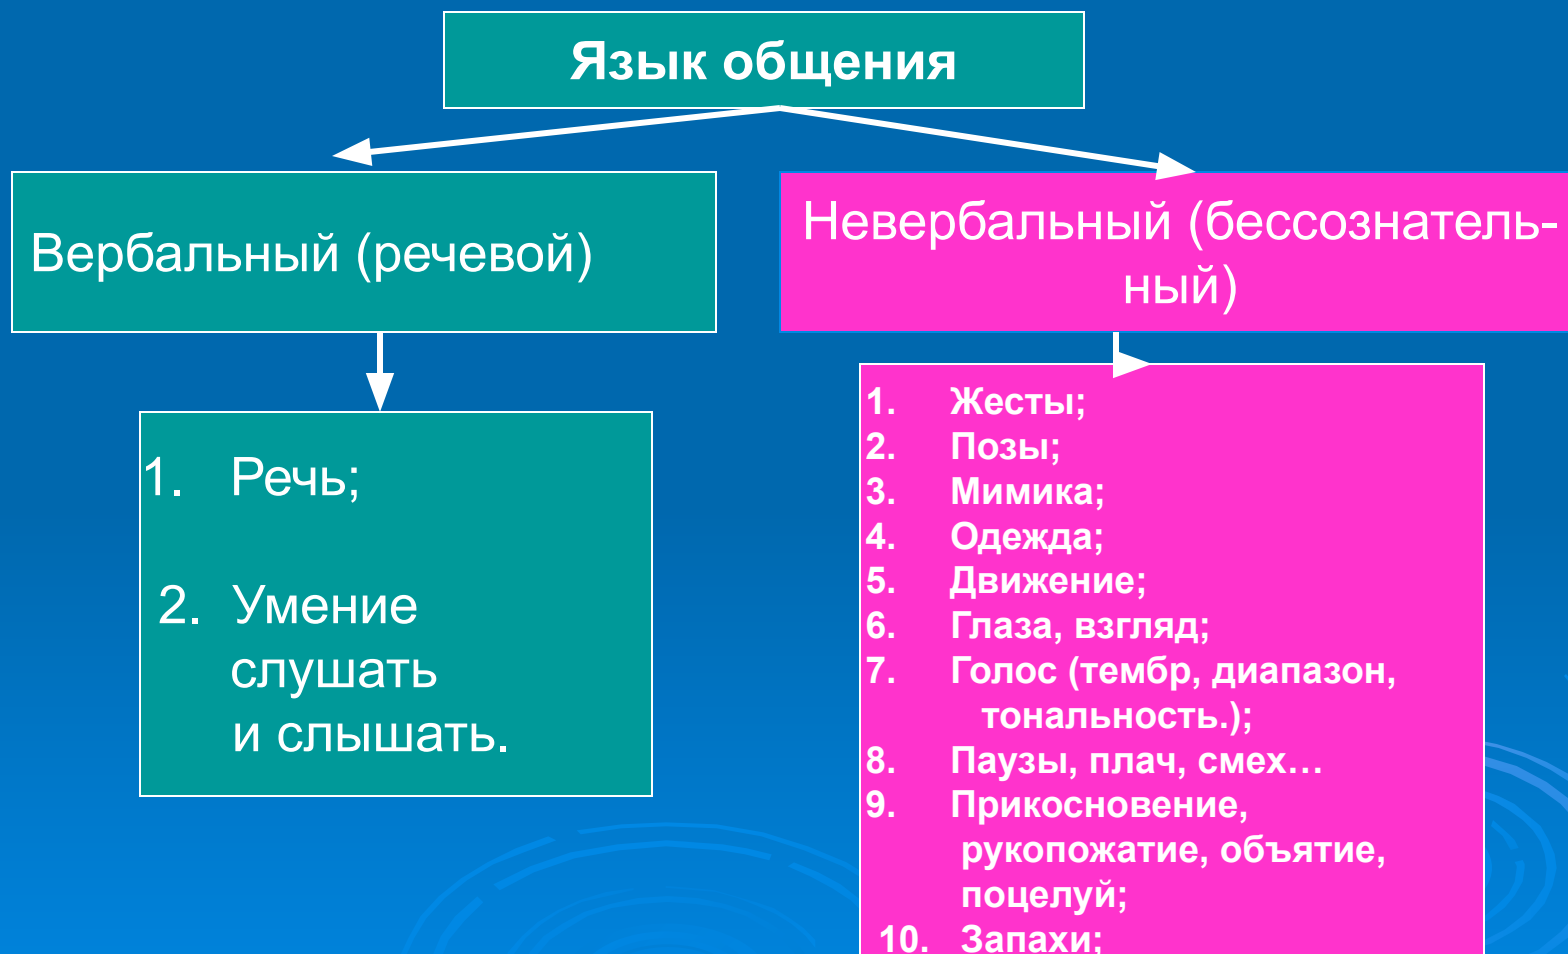 Язык общения
Вербальный (речевой)
Невербальный (бессознатель-
ный)
1. Речь;
2. Умение
слушать
и слышать.
1. Жесты;
2. Позы;
3. Мимика;
4. Одежда;
5. Движение;
6. Глаза, взгляд;
7. Голос (тембр, диапазон,
тональность.);
8. Паузы, плач, смех…
9. Прикосновение,
рукопожатие, объятие,
поцелуй;
10. Запахи;